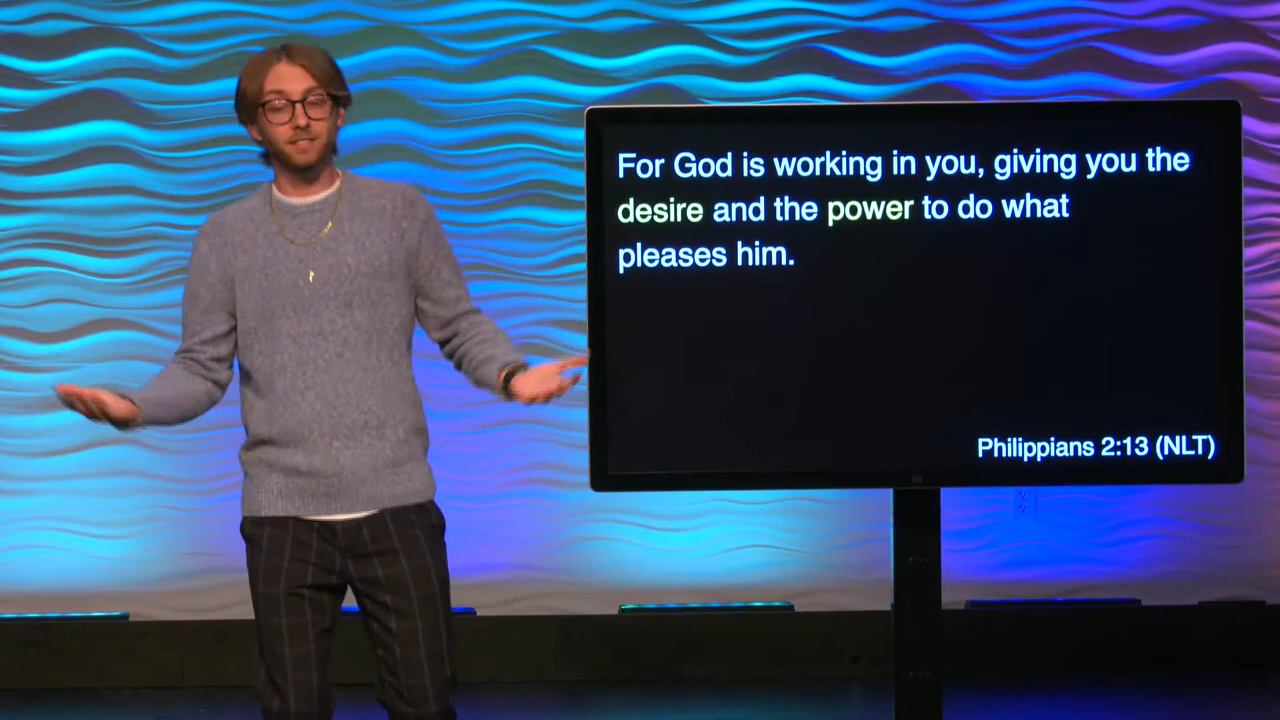 For God is working in you, giving you the
desire and the power to do what
pleases him.
Philippians 2:13 (NLT)